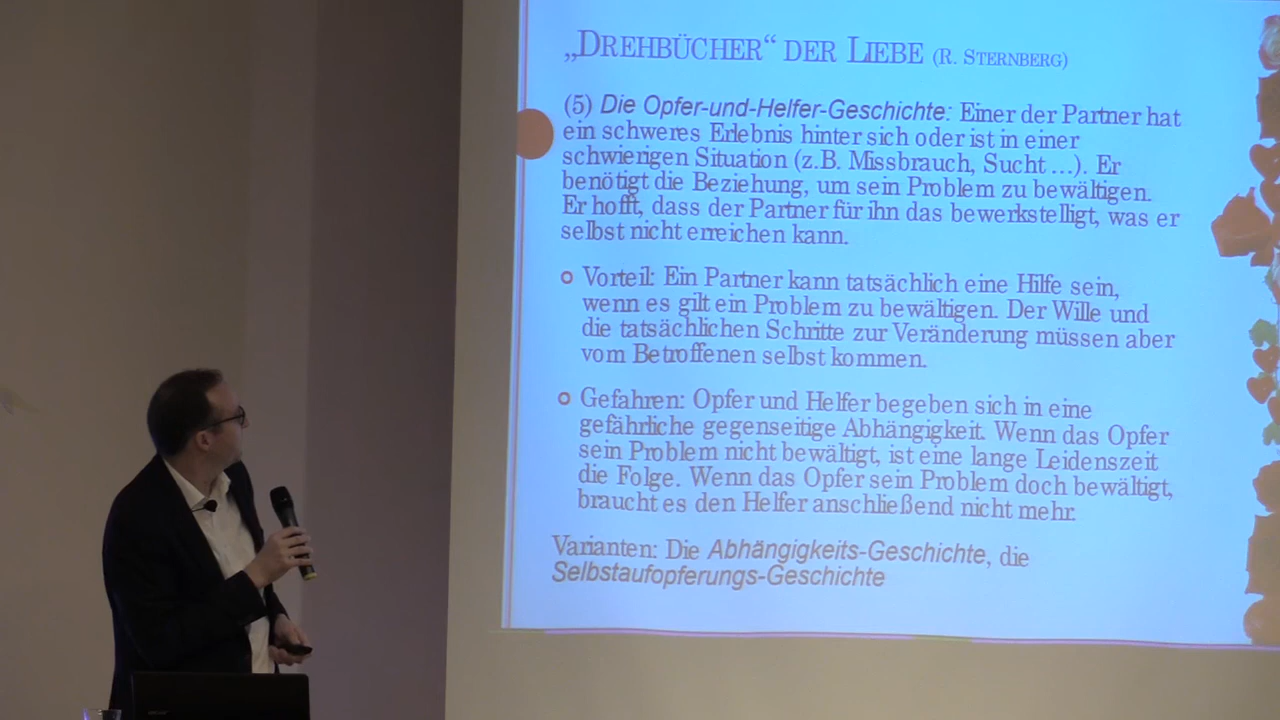 „DREHBÜCHER“ DER LIEBE (R. STERNBERG)
(5) Die Opfer-und-Helfer-Geschichte: Einer der Partner hat
ein schweres Erlebnis hinter sich oder ist in einer
schwierigen Situation (z.B. Missbrauch, Sucht …). Er
benötigt die Beziehung, um sein Problem zu bewältigen.
Er hofft, dass der Partner für ihn das bewerkstelligt, was er
selbst nicht erreichen kann.
Vorteil: Ein Partner kann tatsächlich eine Hilfe sein,
wenn es gilt ein Problem zu bewältigen. Der Wille und
die tatsächlichen Schritte zur Veränderung müssen aber
vom Betroffenen selbst kommen.
Gefahren: Opfer und Helfer begeben sich in eine
gefährliche gegenseitige Abhängigkeit. Wenn das Opfer
sein Problem nicht bewältigt, ist eine lange Leidenszeit
die Folge. Wenn das Opfer sein Problem doch bewältigt,
braucht es den Helfer anschließend nicht mehr.
Varianten: Die Abhängigkeits-Geschichte, die
Selbstaufopferungs-Geschichte